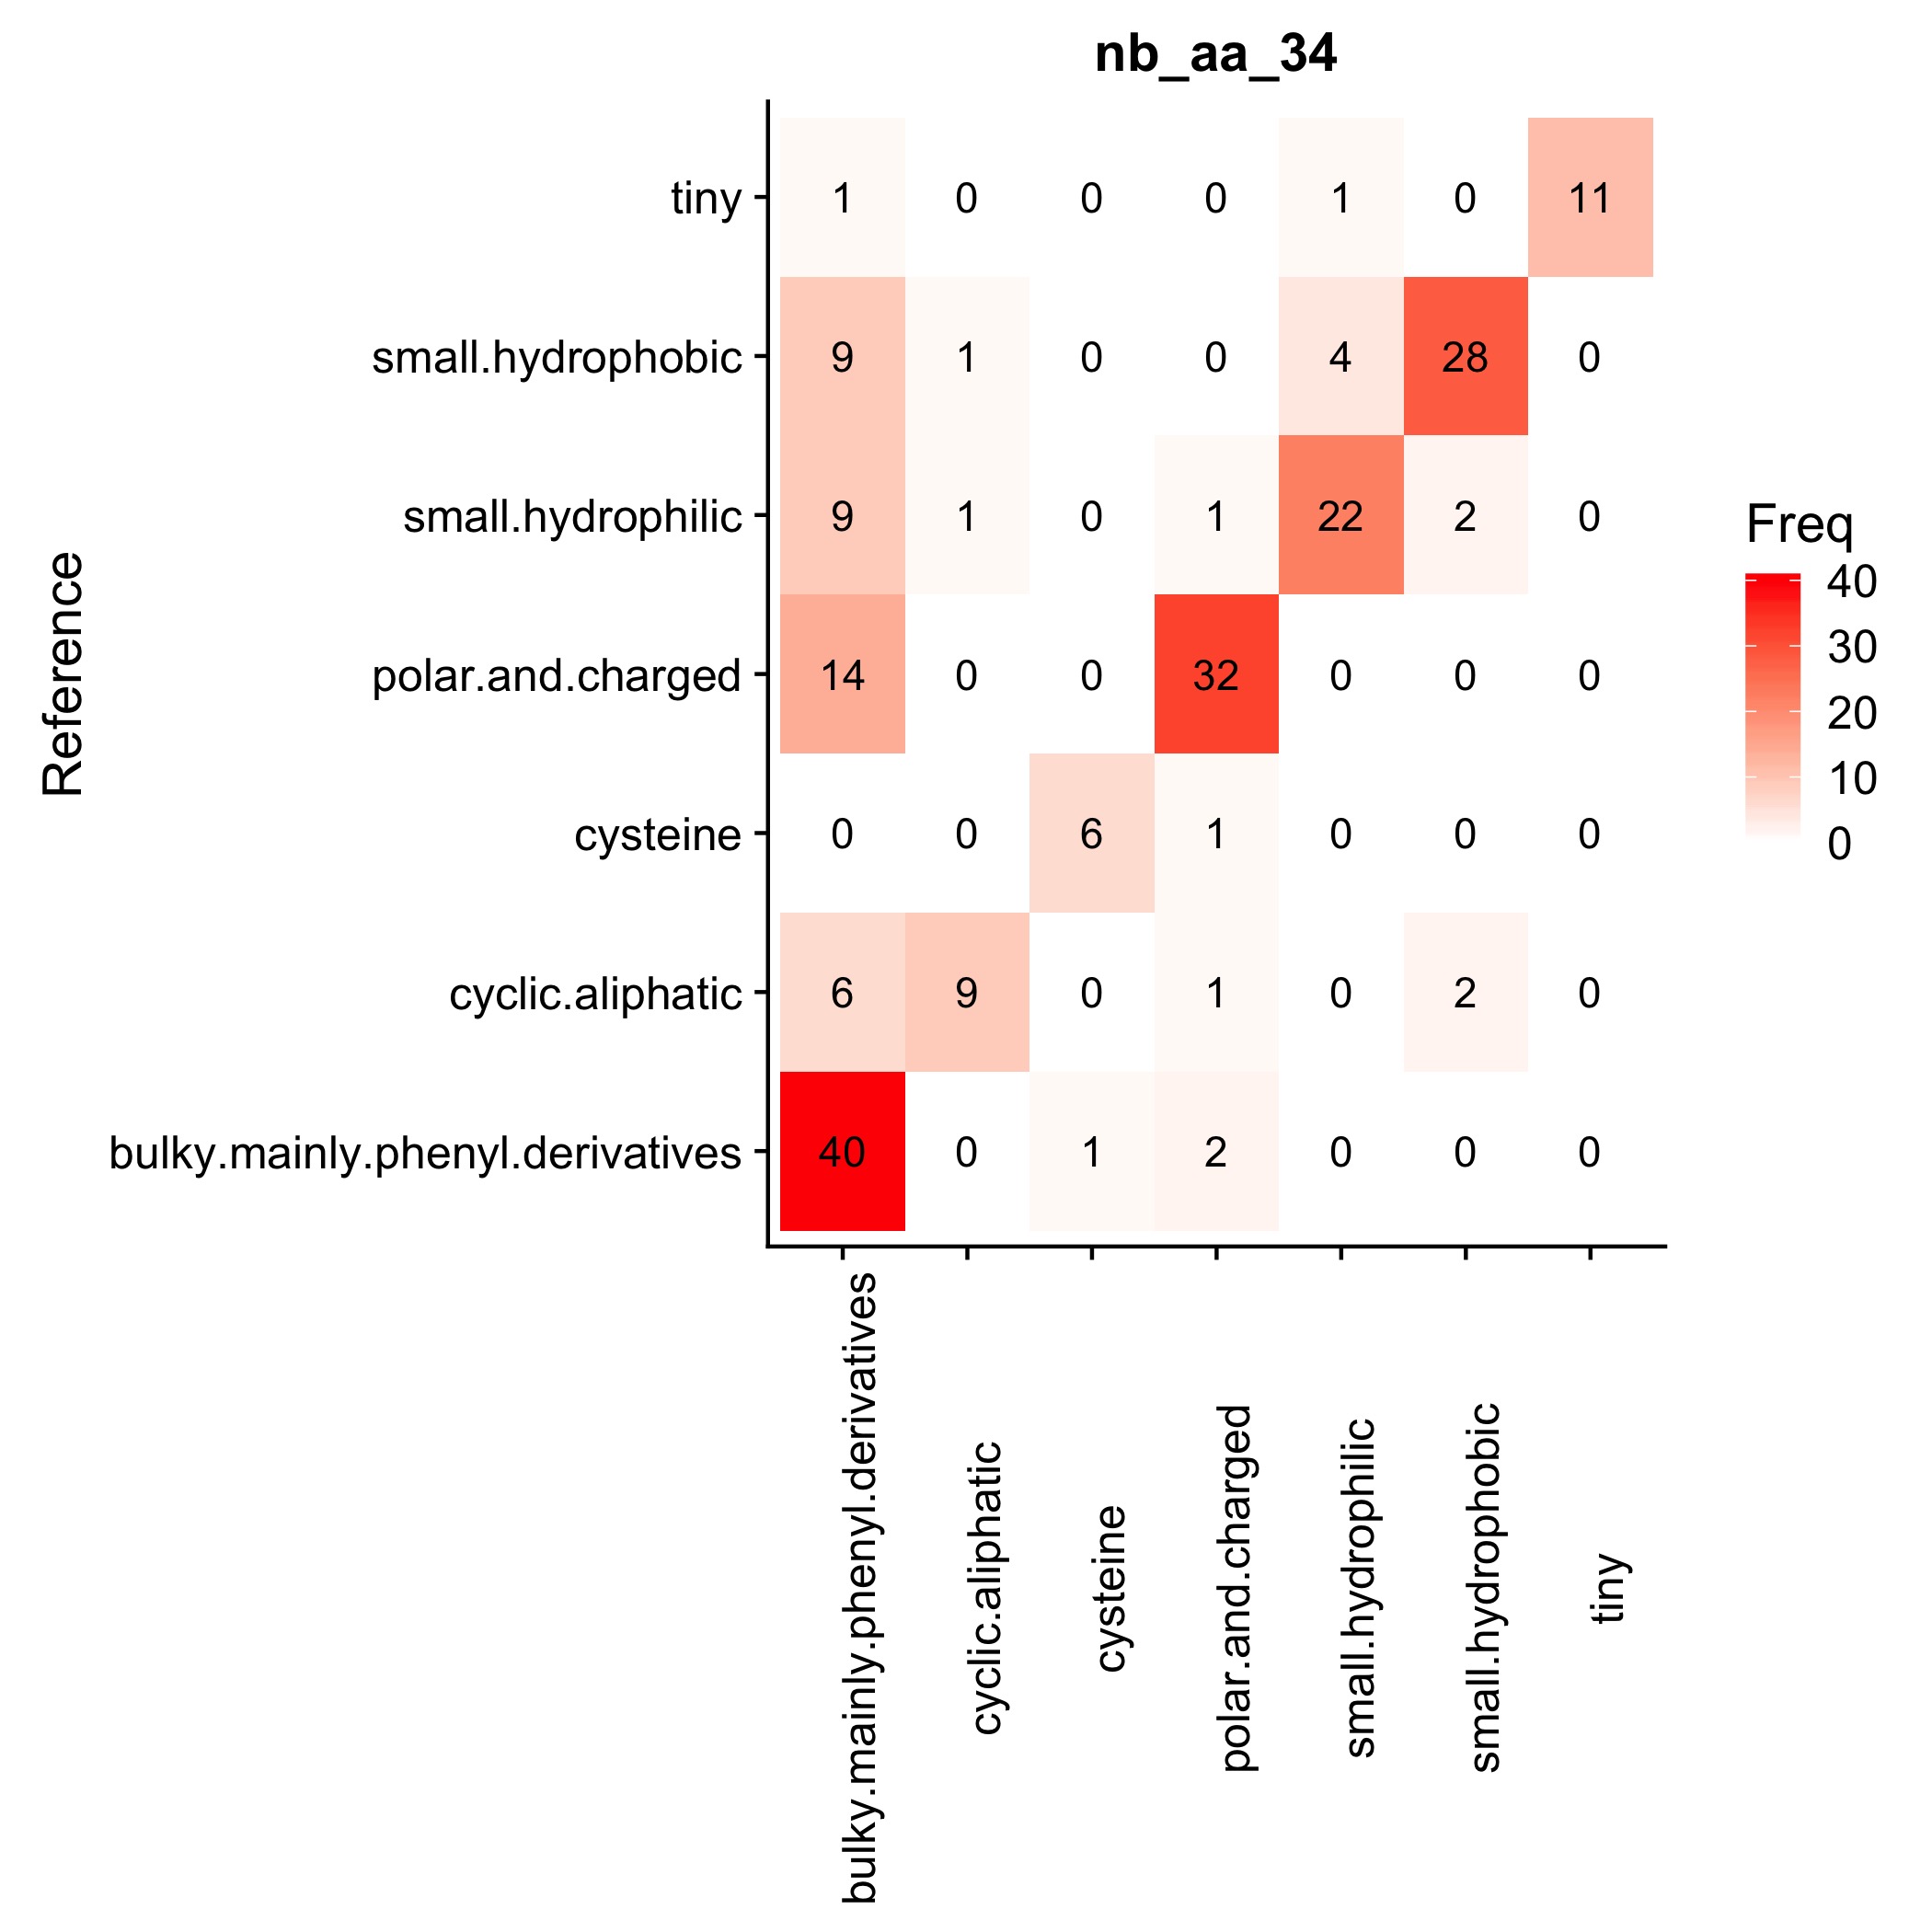 nb_aa_34
Reference
tiny 1 0 0 0 1 0 11
small.hydrophobic 9 1 0 0 4 28 0
small.hydrophilic 9 1 0 1 22 2 0
polar.and.charged 14 0 0 32 0 0 0
cysteine 0 0 6 1 0 0 0
cyclic.aliphatic 6 9 0 1 0 2 0
bulky.mainly.phenyl.derivatives 40 0 1 2 0 0 0
bulky.mainly.phenyl.derivatives
cyclic.aliphatic
cysteine
polar.and.charged
small.hydrophilic
small.hydrophobic
tiny
Freq
40
30
20
10
0